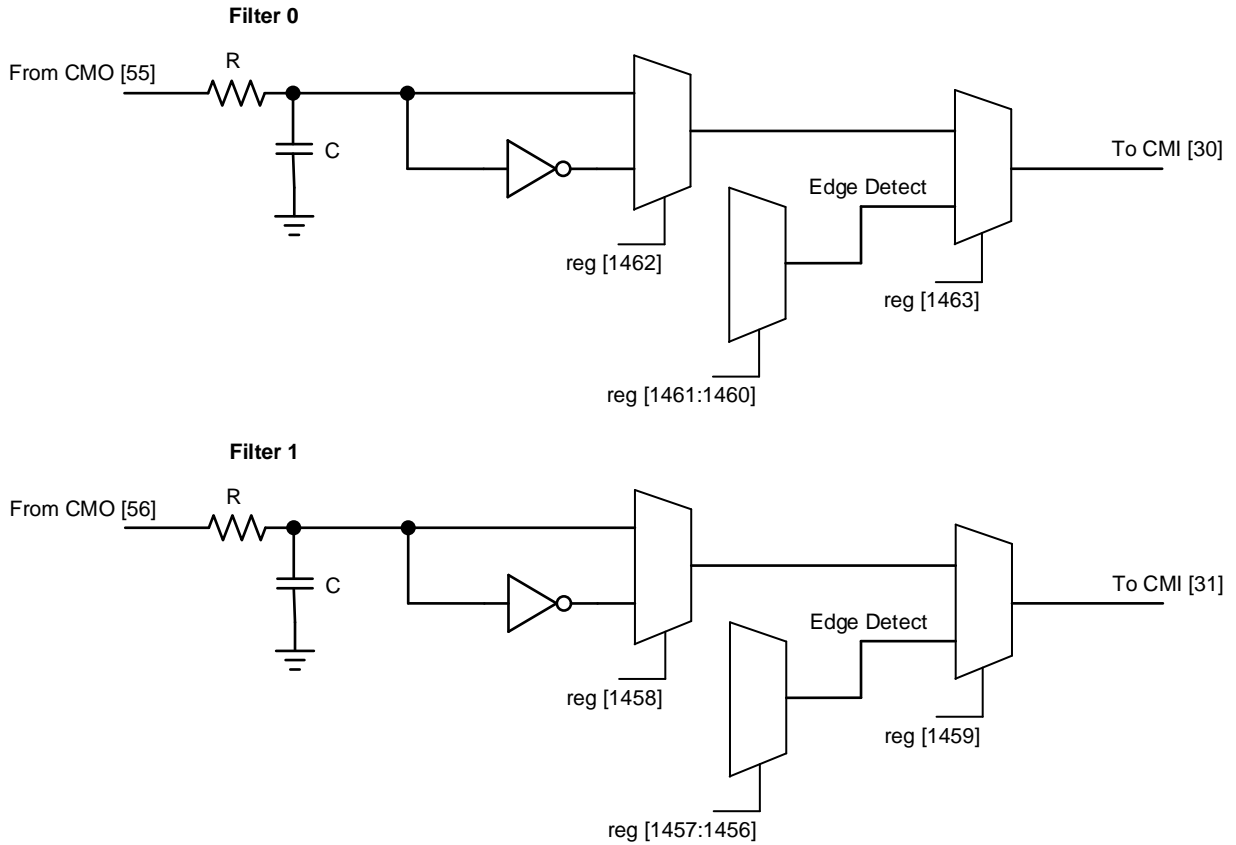 Filter 0
From CMO [55]
R
C
reg [1462]
Edge Detect
To CMI [30]
reg [1463]
reg [1461:1460]
Filter 1
From CMO [56]
R
C
reg [1458]
Edge Detect
To CMI [31]
reg [1459]
reg [1457:1456]